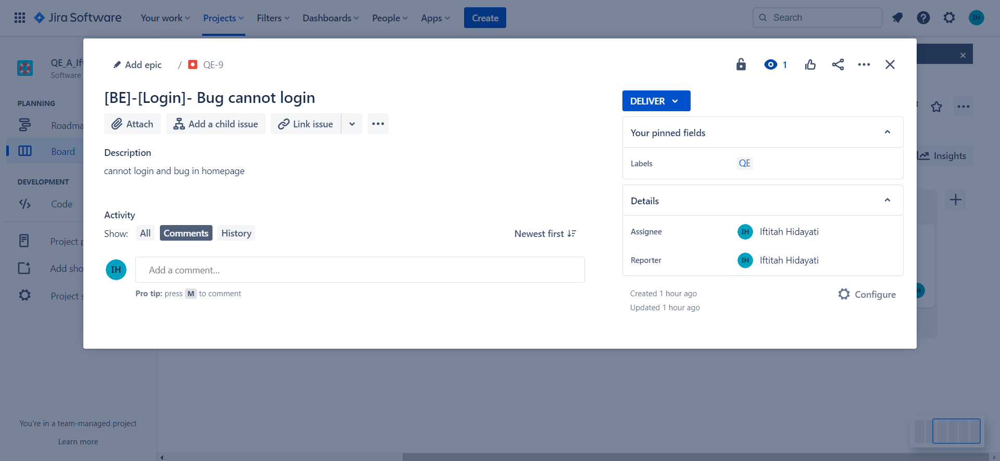 Jira Software
Your work
Projects
Filters
Dashboards
People
Apps
Create
Search
IH
QE_A_Ift
Software
PLANNING
Roadma
Board
DEVELOPMENT
Code
Project p
Add sho
Project s
You're in a team-managed project
Learn more
Add epic / QE-9
1
[BE]-[Login]- Bug cannot login
Attach
Add a child issue
Link issue
Description
cannot login and bug in homepage
Activity
Show: All Comments History
Newest first
IH
Add a comment...
Pro tip: press M to comment
DELIVER
Your pinned fields
Labels QE
Details
Assignee IH Iftitah Hidayati
Reporter IH Iftitah Hidayati
Created 1 hour ago
Updated 1 hour ago
Configure
Insights
H